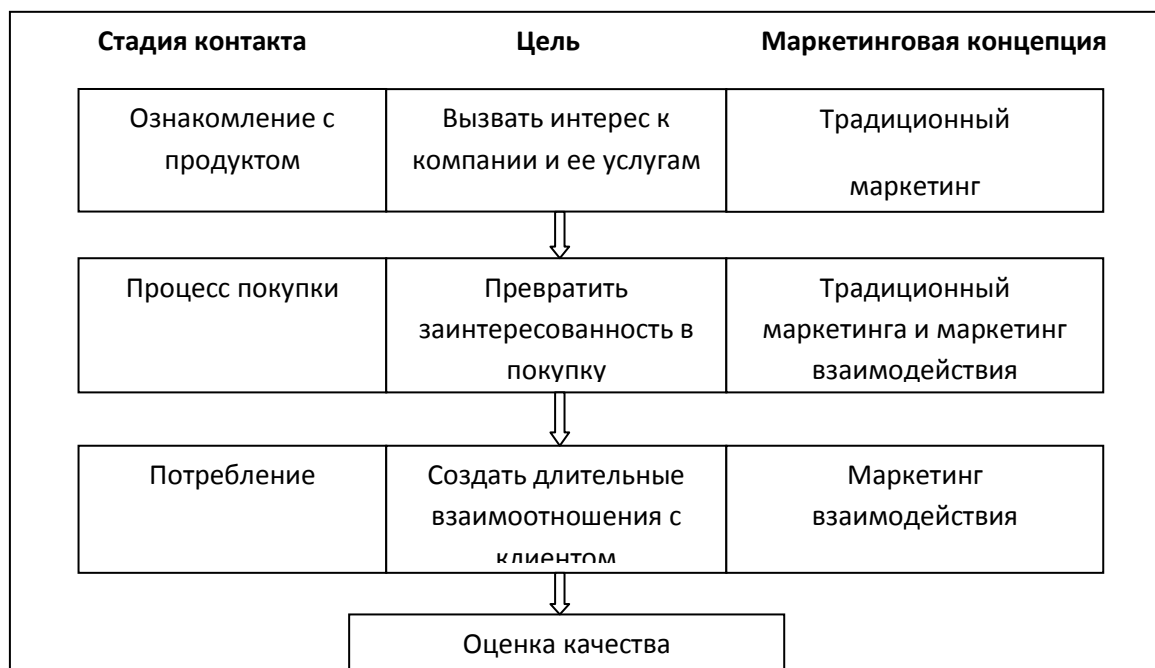 Стадия контакта Цель Маркетинговая концепция
Ознакомление с
продуктом
Вызвать интерес к
компании и ее услугам
Традиционный
маркетинг
Процесс покупки
Превратить
заинтересованность в
покупку
Традиционный
маркетинга и маркетинг
взаимодействия
Потребление
Создать длительные
взаимоотношения с
клиентом
Маркетинг
взаимодействия
Оценка качества